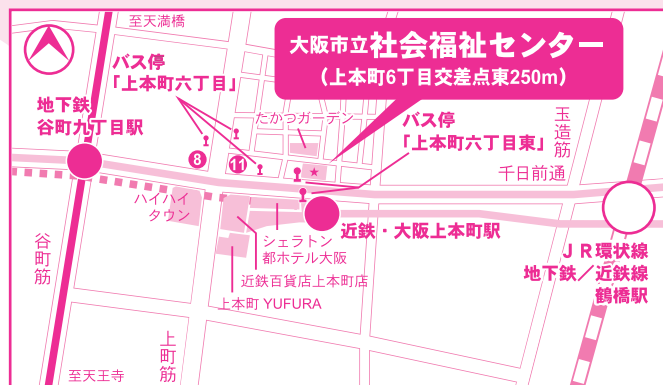 至天満橋
大阪市立社会福祉センター
（上本町6丁目交差点東250m）
バス停
「上本町六丁目」
地下鉄
谷町九丁目駅
たかつガーデン
バス停
「上本町六丁目東」
玉造筋
8
11
千日前通
ハイハイ
タウン
シェラトン
都ホテル大阪
近鉄・大阪上本町駅
近鉄百貨店上本町店
上本町 YUFURA
JR環状線
地下鉄／近鉄線
鶴橋駅
谷町筋
上町筋
至天王寺